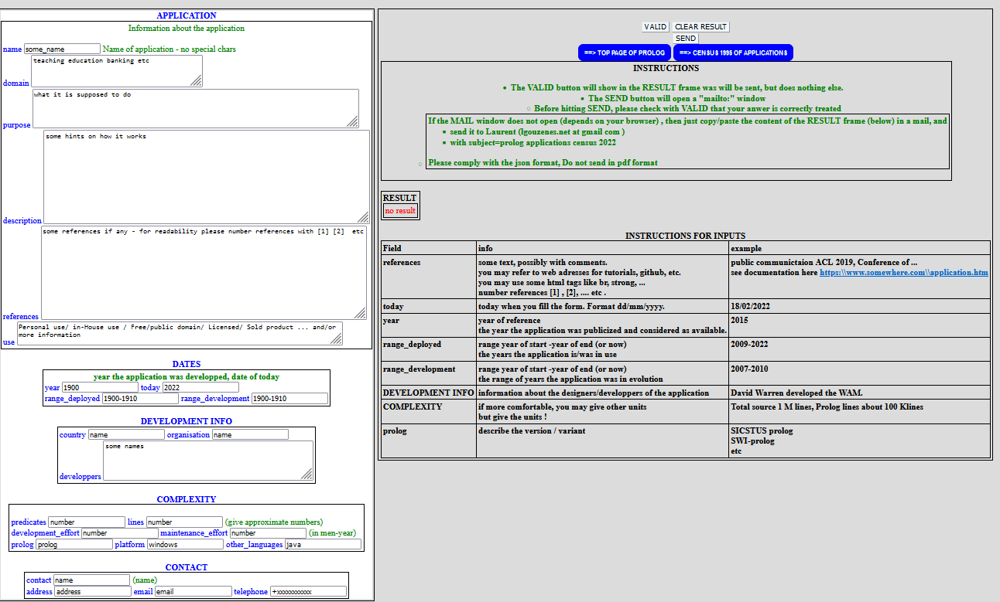 APPLICATION
Information about the application
name some_name Name of application - no special chars
teaching education banking etc
domain
what it is supposed to do
purpose
some hints on how it works
description
some references if any - for readability please number references with [1] [2]  etc
references
Personal use/ in-House use / Free/public domain/ Licensed/ Sold product ... and/or
more information
use
DATES
year the application was developped, date of today
year 1900 today 2022
range_deployed 1900-1910 range_development 1900-1910
DEVELOPMENT INFO
country name organisation name
some names
developpers
COMPLEXITY
predicates number lines number (give approximate numbers)
development_effort number maintenance_effort number (in men-year)
prolog prolog platform windows other_languages java
CONTACT
contact name (name)
address address email email telephone +xxxxxxxxxxx
VALID CLEAR RESULT
SEND
==> TOP PAGE OF PROLOG ==> CENSUS 1995 OF APPLICATIONS
INSTRUCTIONS
• The VALID button will show in the RESULT frame was will be sent, but does nothing else.
• The SEND button will open a "mailto:" window
○ Before hitting SEND, please check with VALID that your anwer is correctly treated
If the MAIL window does not open (depends on your browser) , then just copy/paste the content of the RESULT frame (below) in a mail, and
▪ send it to Laurent (lgouzenes.net at gmail com )
▪ with subject=prolog applications census 2022
○ Please comply with the json format, Do not send in pdf format
RESULT
no result
INSTRUCTIONS FOR INPUTS
Field info example
references some text, possibly with comments. public communictaion ACL 2019, Conference of ...
you may refer to web adresses for tutorials, github, etc. see documentation here https:\\www.somewhere.com\\application.htm
you may use some html tags like br, strong, ...
number references [1] , [2], .... etc .
today today when you fill the form. Format dd/mm/yyyy. 18/02/2022
year year of reference 2015
the year the application was publicized and considered as available.
range_deployed range year of start -year of end (or now) 2009-2022
the years the application is/was in use
range_development range year of start -year of end (or now) 2007-2010
the range of years the application was in evolution
DEVELOPMENT INFO information about the designers/developpers of the application David Warren developed the WAM.
COMPLEXITY if more comfortable, you may give other units Total source 1 M lines, Prolog lines about 100 Klines
but give the units !
prolog describe the version / variant SICSTUS prolog
SWI-prolog
etc